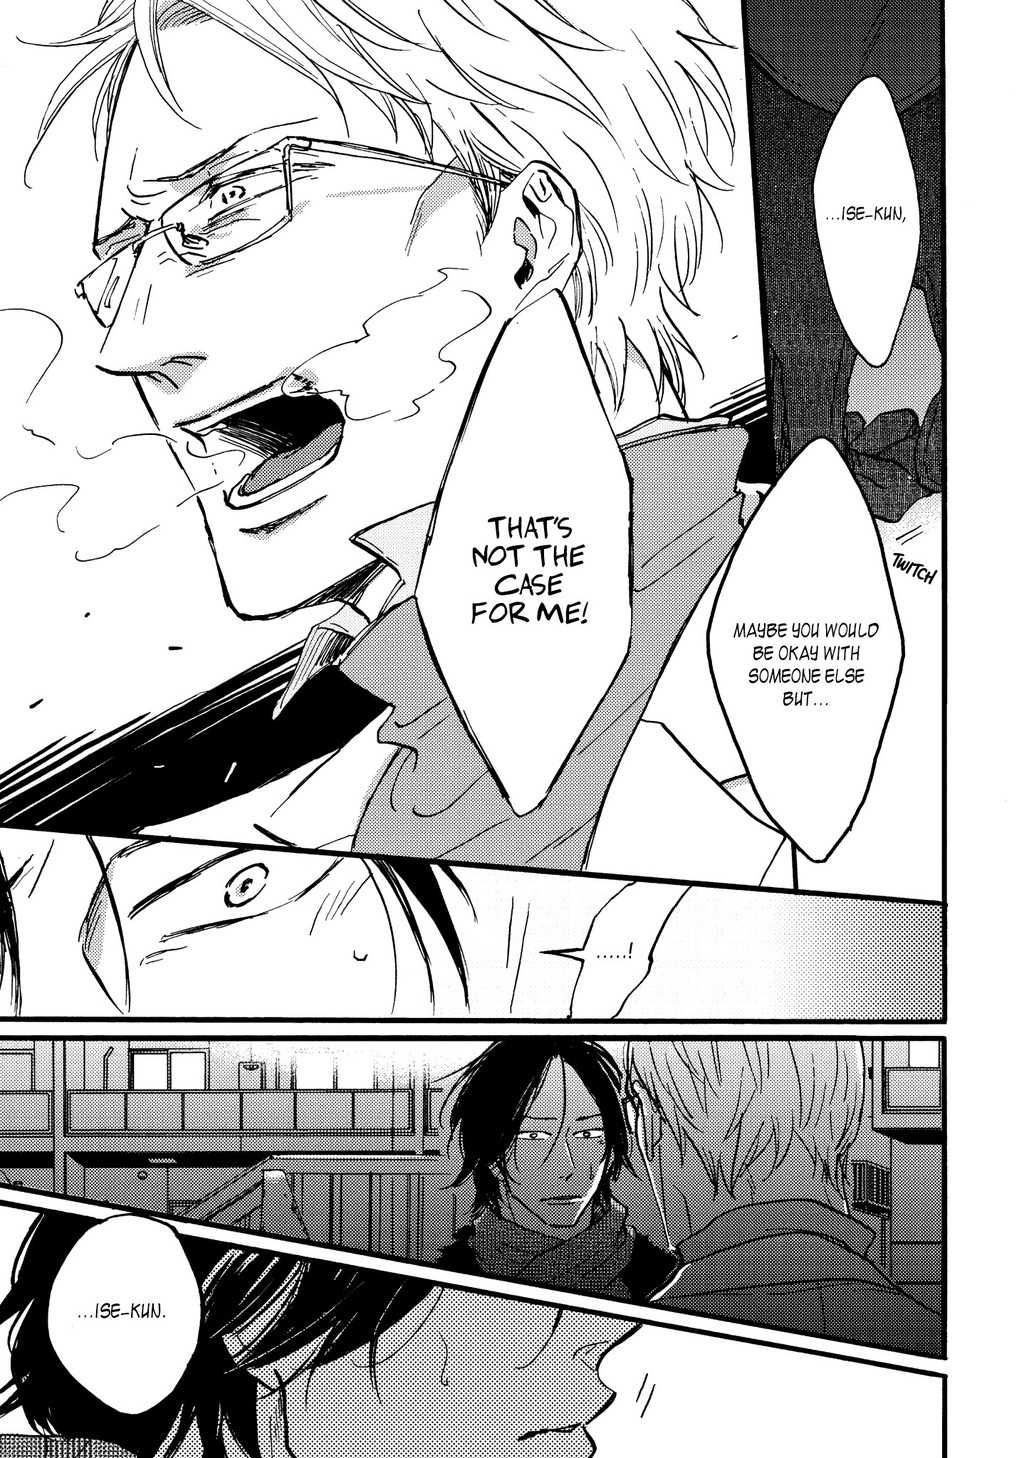 ...ISE-KUN,
TWITCH
MAYBE YOU WOULD
BE OKAY WITH
SOMEONE ELSE
BUT...
THAT'S
NOT THE
CASE
FOR ME!
.....!
...ISE-KUN.